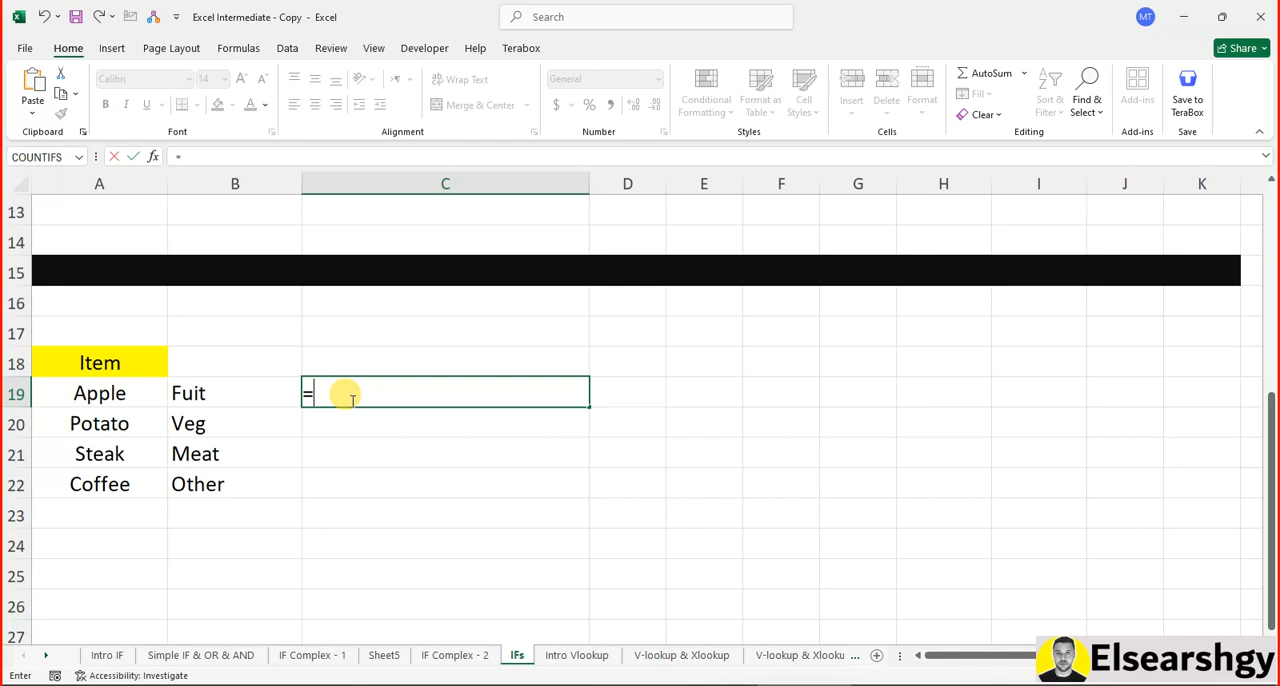 Excel Intermediate - Copy - Excel
Search
MT
File Home Insert Page Layout Formulas Data Review View Developer Help Terabox
Share
Paste
Clipboard
Calibri 14
B I U
Font
Wrap Text
Merge & Center
Alignment
General
$ % ,
Number
Conditional Formatting
Format as Table
Cell Styles
Styles
Insert Delete Format
Cells
AutoSum
Fill
Clear
Sort & Filter
Find & Select
Editing
Add-ins
Add-ins
Save to TeraBox
Save
COUNTIFS fx =
A B C D E F G H I J K
13
14
15
16
17
18 Item
19 Apple Fuit =
20 Potato Veg
21 Steak Meat
22 Coffee Other
23
24
25
26
27
Intro IF Simple IF & OR & AND IF Complex - 1 Sheet5 IF Complex - 2 IFs Intro Vlookup V-lookup & Xlookup V-lookup & Xlooku ...
Enter Accessibility: Investigate
Elsearshgy